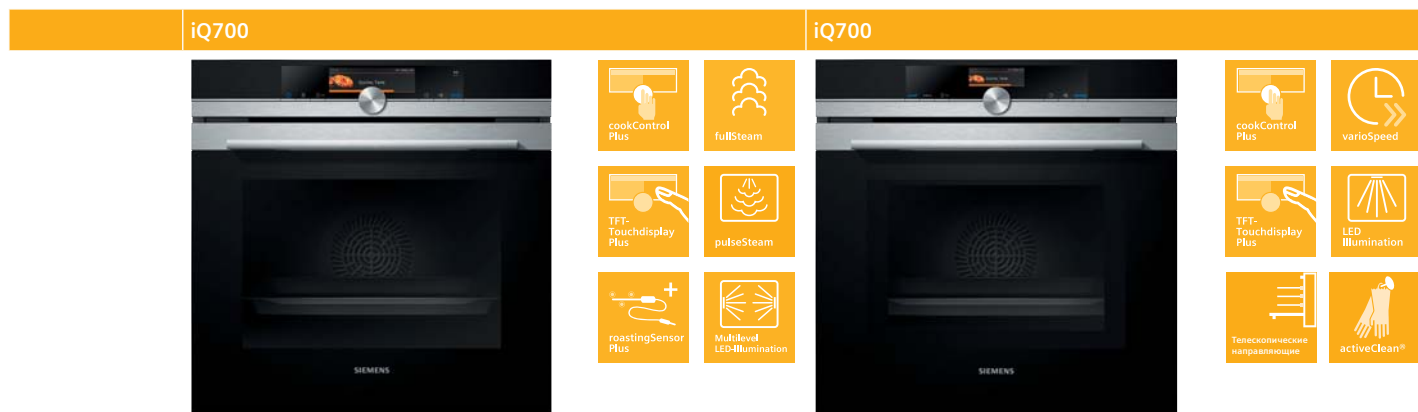 iQ700
iQ700
cookControl
Plus
fullSteam
TFT-
Touchdisplay
Plus
pulseSteam
roastingSensor
Plus
Multilevel
LED-Illumination
SIEMENS
cookControl
Plus
varioSpeed
TFT-
Touchdisplay
Plus
LED
Illumination
Телескопические
направляющие
activeClean®
SIEMENS